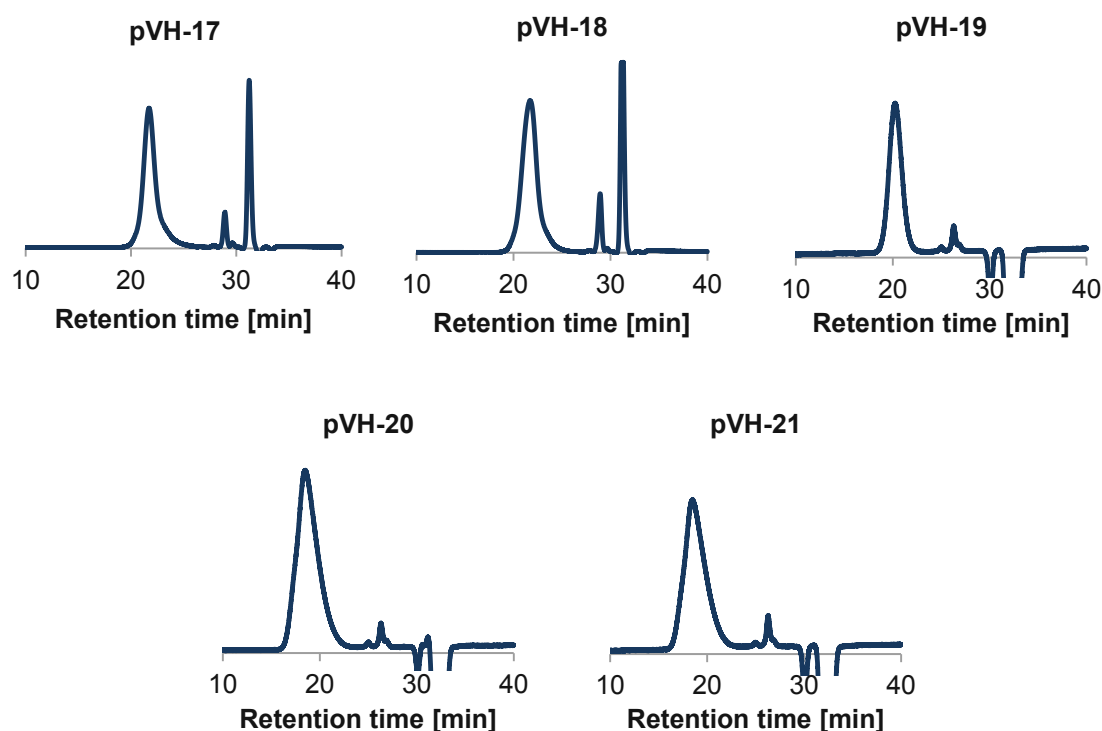 pVH-17 pVH-18 pVH-19
10 20 30 40 10 20 30 40 10 20 30 40
Retention time [min] Retention time [min] Retention time [min]
pVH-20 pVH-21
10 20 30 40 10 20 30 40
Retention time [min] Retention time [min]